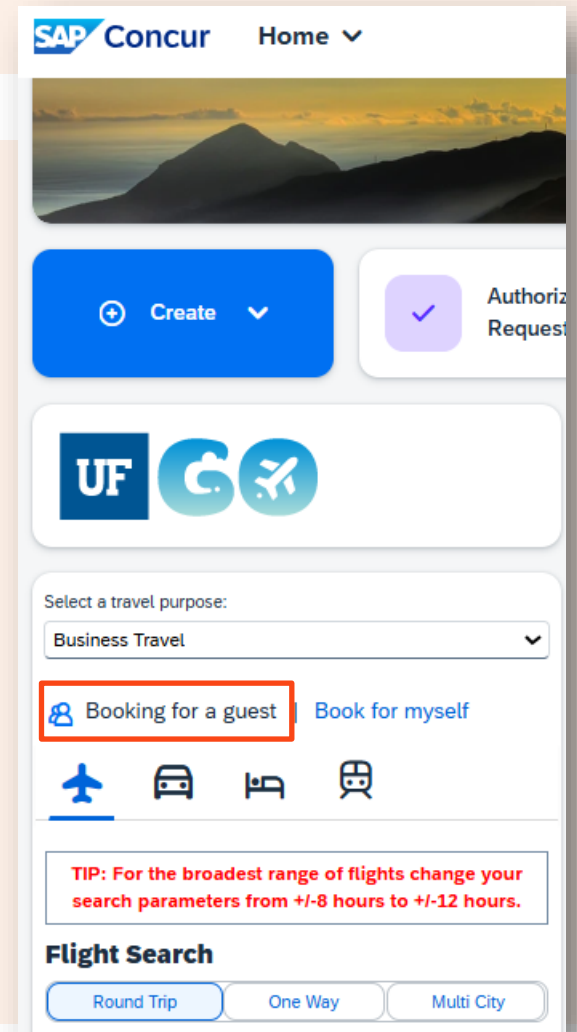 SAP Concur Home
Create
Authoriz
Request
UF GO
Select a travel purpose:
Business Travel
Booking for a guest | Book for myself
TIP: For the broadest range of flights change your
search parameters from +/-8 hours to +/-12 hours.
Flight Search
Round Trip One Way Multi City